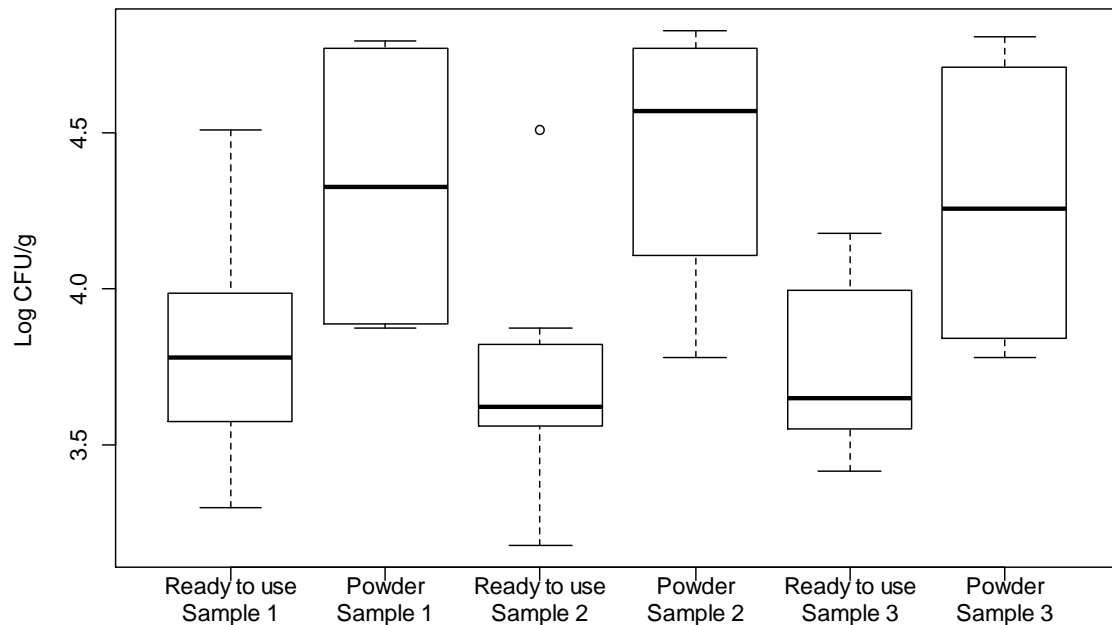 4.5
4.0
3.5
Log CFU/g
Ready to use
Sample 1
Powder
Sample 1
Ready to use
Sample 2
Powder
Sample 2
Ready to use
Sample 3
Powder
Sample 3